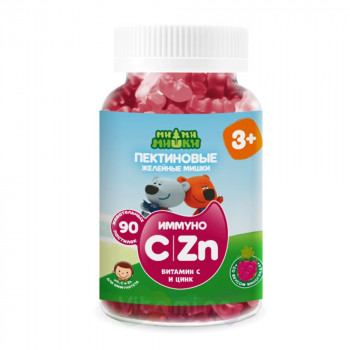 МИ-МИ-
МИШКИ
3+
ПЕКТИНОВЫЕ
ЖЕЛЕЙНЫЕ МИШКИ
90
ИММУНО
C|Zn
ВИТАМИН С
И ЦИНК